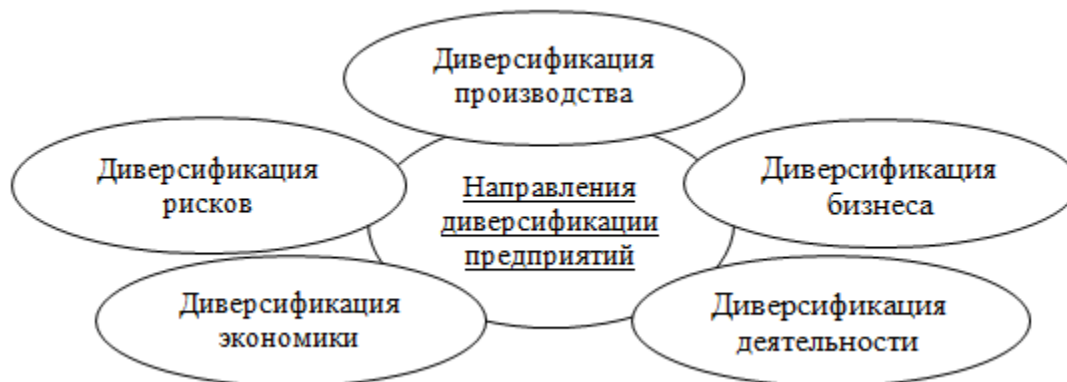 Диверсификация
производства
Диверсификация
рисков
Направления
диверсификации
предприятий
Диверсификация
бизнеса
Диверсификация
экономики
Диверсификация
деятельности